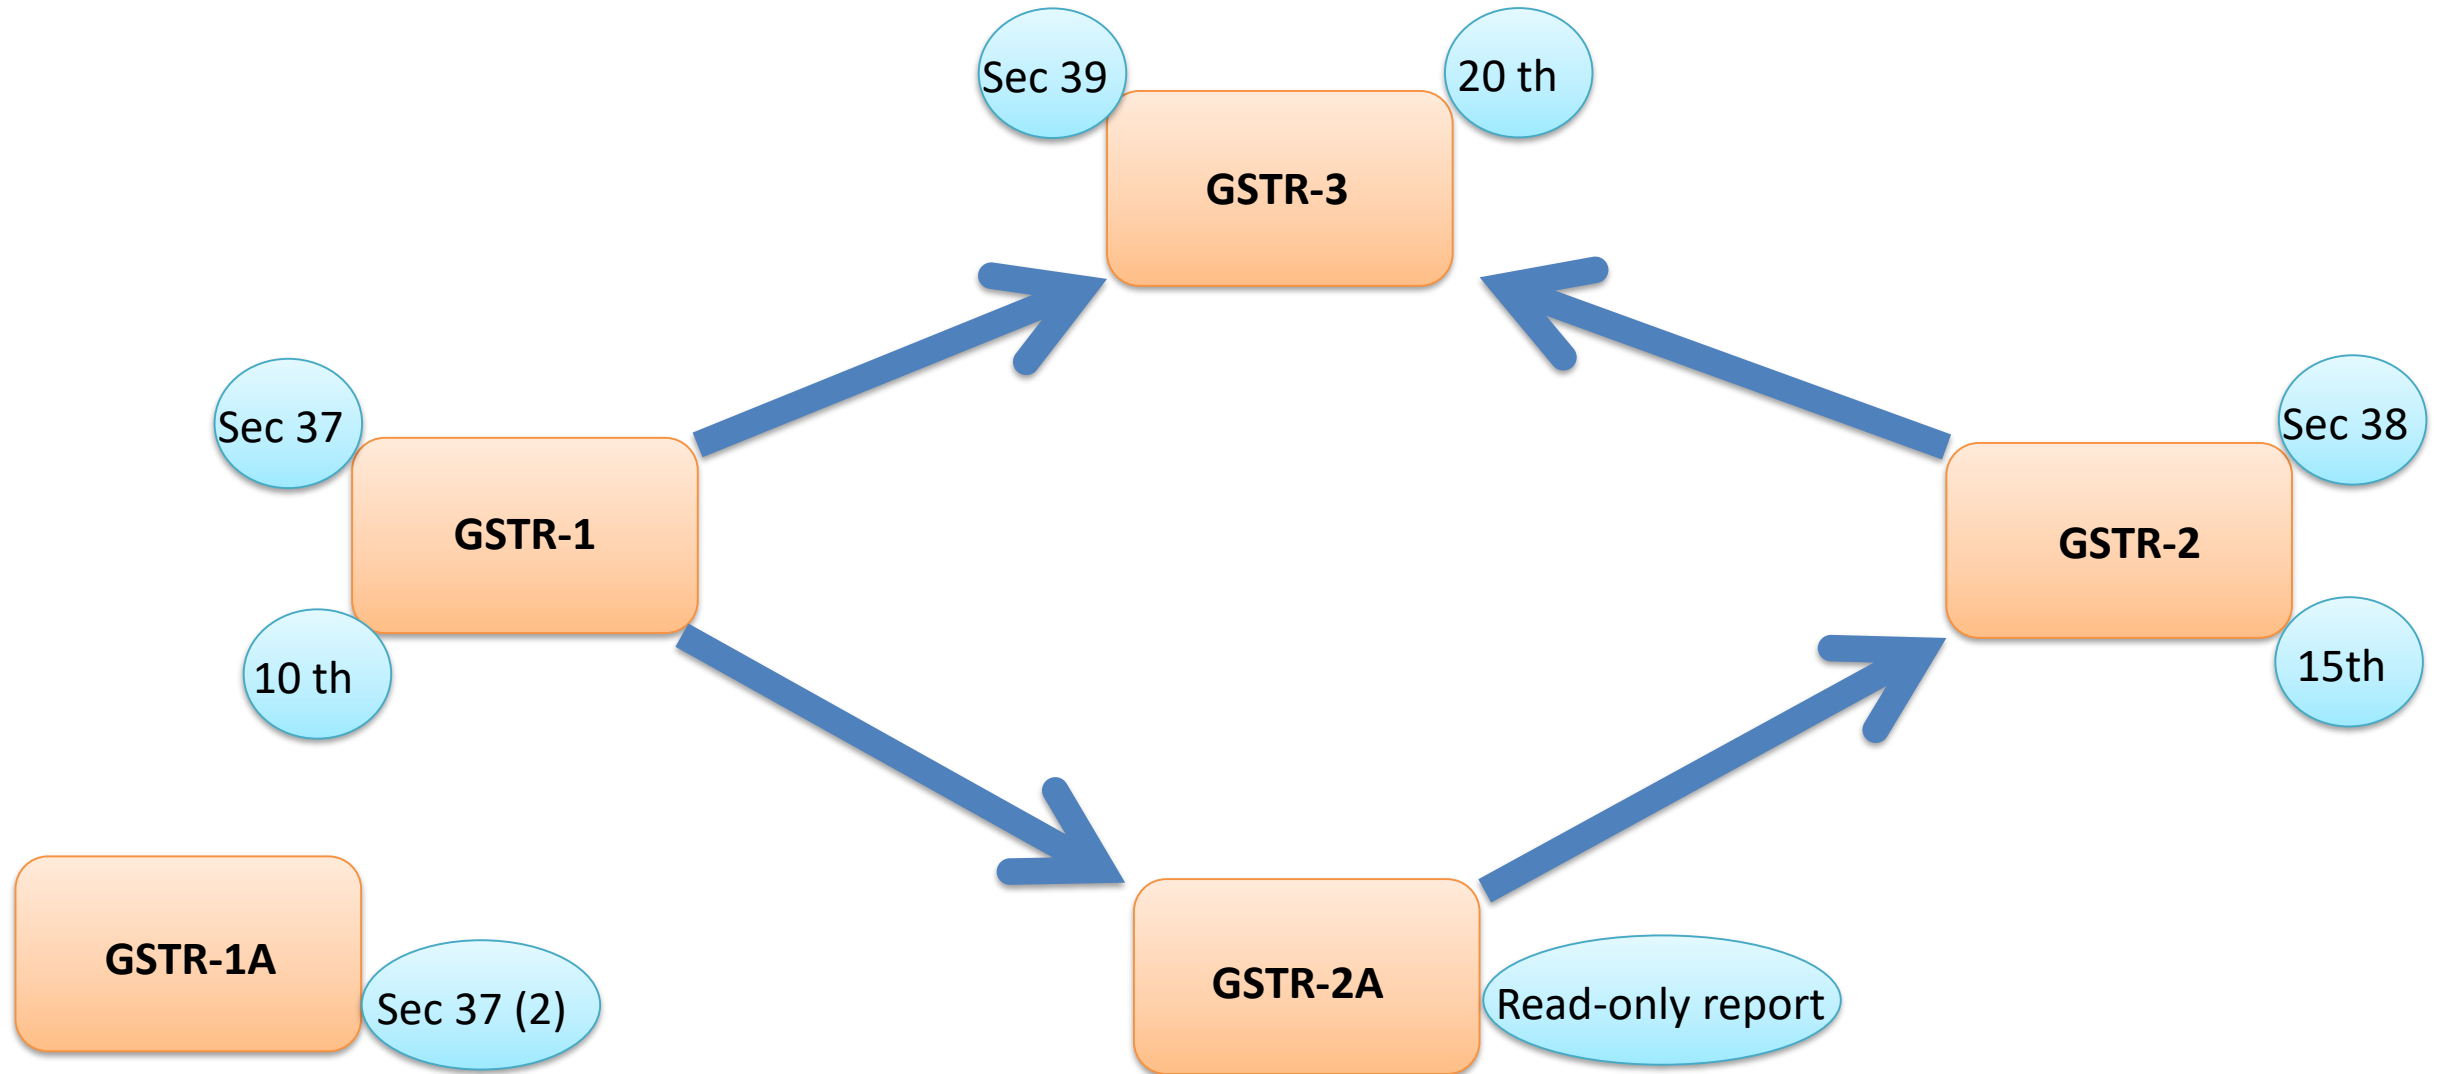 Sec 39
20 th
GSTR-3
Sec 37
GSTR-1
10 th
Sec 38
GSTR-2
15th
GSTR-1A
Sec 37 (2)
GSTR-2A
Read-only report